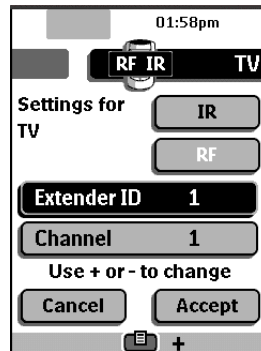 01:58pm
RF IR TV
Settings for
TV
IR
RF
Extender ID 1
Channel 1
Use + or - to change
Cancel Accept
+